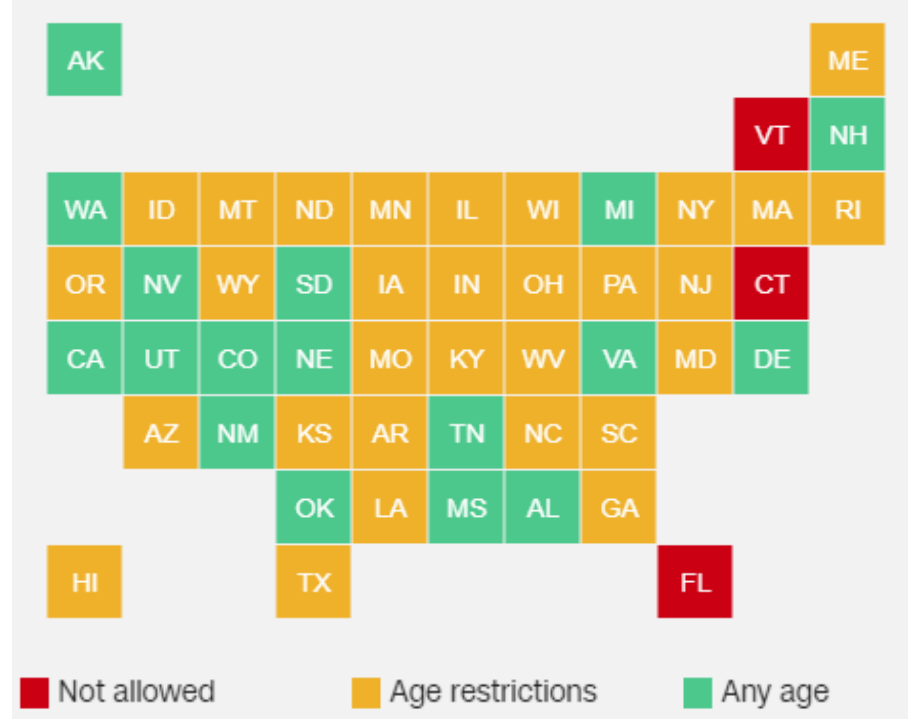 AK ME
VT NH
WA ID MT ND MN IL WI MI NY MA RI
OR NV WY SD IA IN OH PA NJ CT
CA UT CO NE MO KY WV VA MD DE
AZ NM KS AR TN NC SC
OK LA MS AL GA
HI TX FL
Not allowed Age restrictions Any age